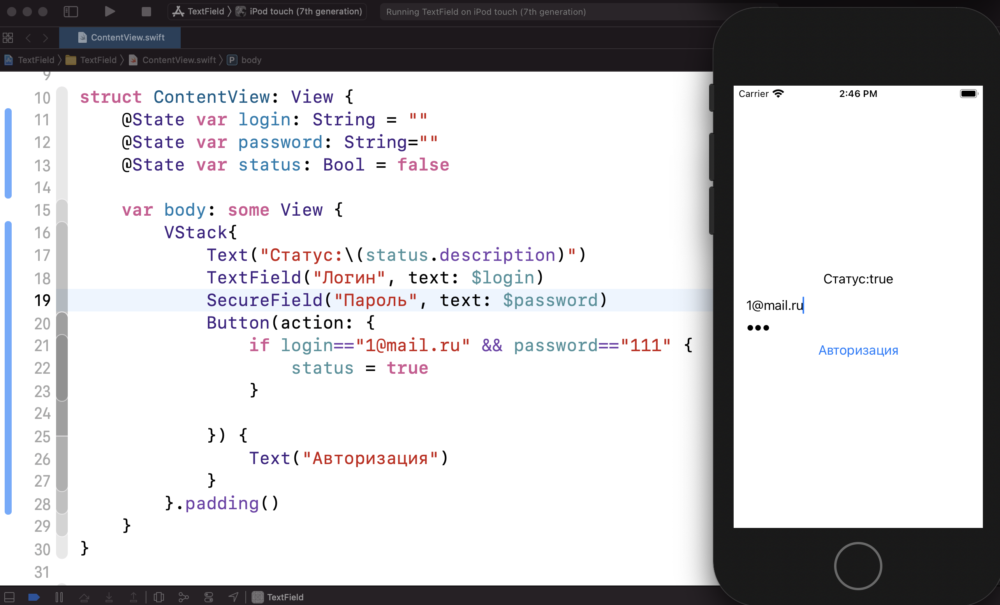 TextField 〉 iPod touch (7th generation)
Running TextField on iPod touch (7th generation)
ContentView.swift
TextField 〉 TextField 〉 ContentView.swift 〉 P body
9
10 struct ContentView: View {
11 @State var login: String = ""
12 @State var password: String=""
13 @State var status: Bool = false
14
15 var body: some View {
16 VStack{
17 Text("Статус:\(status.description)")
18 TextField("Логин", text: $login)
19 SecureField("Пароль", text: $password)
20 Button(action: {
21 if login=="1@mail.ru" && password=="111" {
22 status = true
23 }
24
25 }) {
26 Text("Авторизация")
27 }
28 }.padding()
29 }
30 }
31
TextField
Carrier 2:46 PM
Статус:true
1@mail.ru
•••
Авторизация